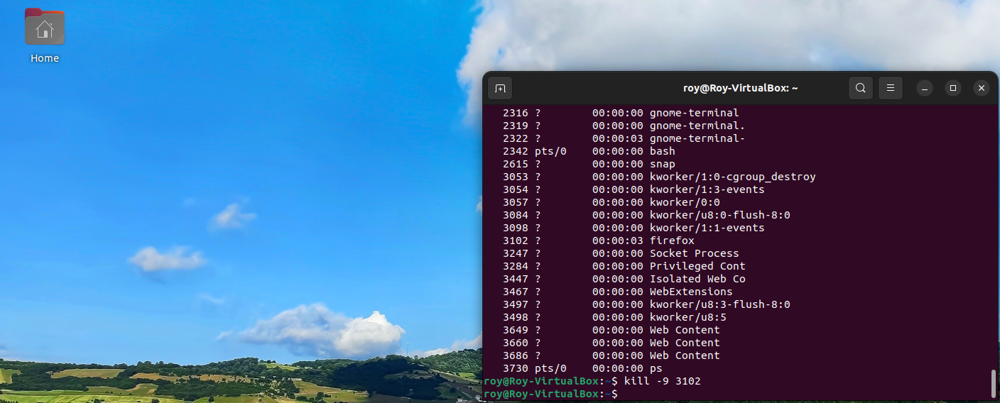 Home
roy@Roy-VirtualBox: ~
2316 ?        00:00:00 gnome-terminal
2319 ?        00:00:00 gnome-terminal.
2322 ?        00:00:03 gnome-terminal-
2342 pts/0    00:00:00 bash
2615 ?        00:00:00 snap
3053 ?        00:00:00 kworker/1:0-cgroup_destroy
3054 ?        00:00:00 kworker/1:3-events
3057 ?        00:00:00 kworker/0:0
3084 ?        00:00:00 kworker/u8:0-flush-8:0
3098 ?        00:00:00 kworker/1:1-events
3102 ?        00:00:03 firefox
3247 ?        00:00:00 Socket Process
3284 ?        00:00:00 Privileged Cont
3447 ?        00:00:00 Isolated Web Co
3467 ?        00:00:00 WebExtensions
3497 ?        00:00:00 kworker/u8:3-flush-8:0
3498 ?        00:00:00 kworker/u8:5
3649 ?        00:00:00 Web Content
3660 ?        00:00:00 Web Content
3686 ?        00:00:00 Web Content
3730 pts/0    00:00:00 ps
roy@Roy-VirtualBox:~$ kill -9 3102
roy@Roy-VirtualBox:~$